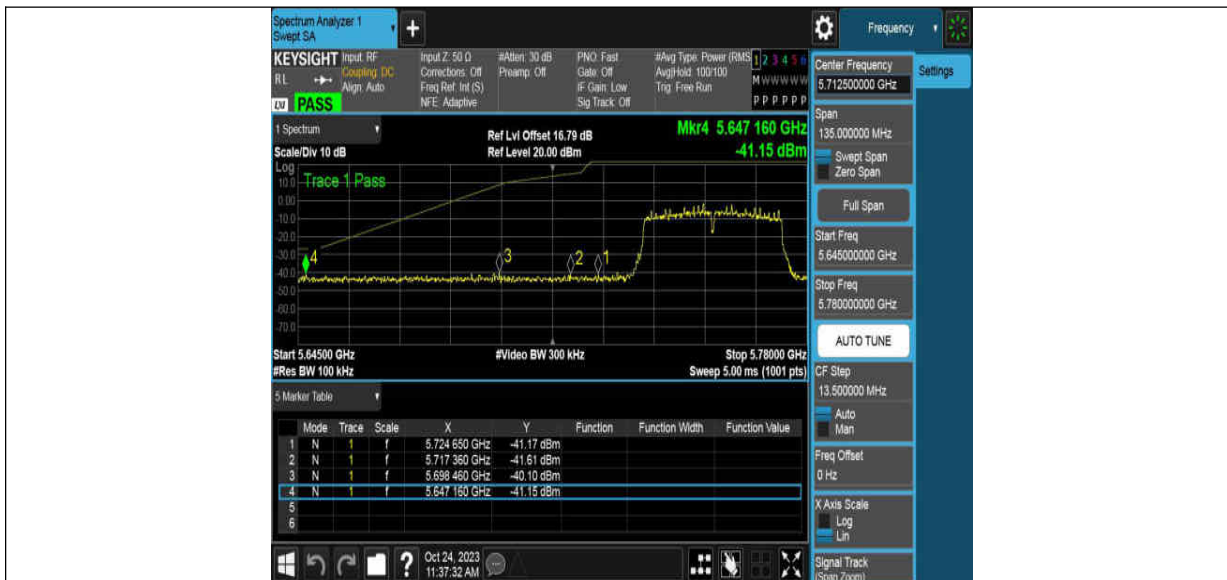 Spectrum Analyzer 1
Swept SA
+
Frequency
KEYSIGHT
RL
LXI
PASS
Input: RF
Coupling: DC
Align: Auto
Input Z: 50 Ω
Corrections: Off
Freq Ref: Int (S)
NFE: Adaptive
#Atten: 30 dB
Preamp: Off
PNO: Fast
Gate: Off
IF Gain: Low
Sig Track: Off
#Avg Type: Power (RMS
Avg|Hold: 100/100
Trig: Free Run
1 2 3 4 5 6
M W W W W W
P P P P P P
1 Spectrum
Scale/Div 10 dB
Ref Lvl Offset 16.79 dB
Ref Level 20.00 dBm
Mkr4 5.647 160 GHz
-41.15 dBm
Log
Trace 1 Pass
10.0
0.00
-10.0
-20.0
-30.0
-40.0
-50.0
-60.0
-70.0
4
3
2
1
Start 5.64500 GHz
#Video BW 300 kHz
Stop 5.78000 GHz
#Res BW 100 kHz
Sweep 5.00 ms (1001 pts)
5 Marker Table
Mode Trace Scale X Y Function Function Width Function Value
1 N 1 f 5.724 650 GHz -41.17 dBm
2 N 1 f 5.717 360 GHz -41.61 dBm
3 N 1 f 5.698 460 GHz -40.10 dBm
4 N 1 f 5.647 160 GHz -41.15 dBm
5
6
?
Oct 24, 2023
11:37:32 AM
Settings
Center Frequency
5.712500000 GHz
Span
135.000000 MHz
Swept Span
Zero Span
Full Span
Start Freq
5.645000000 GHz
Stop Freq
5.780000000 GHz
AUTO TUNE
CF Step
13.500000 MHz
Auto
Man
Freq Offset
0 Hz
X Axis Scale
Log
Lin
Signal Track
(Span Zoom)